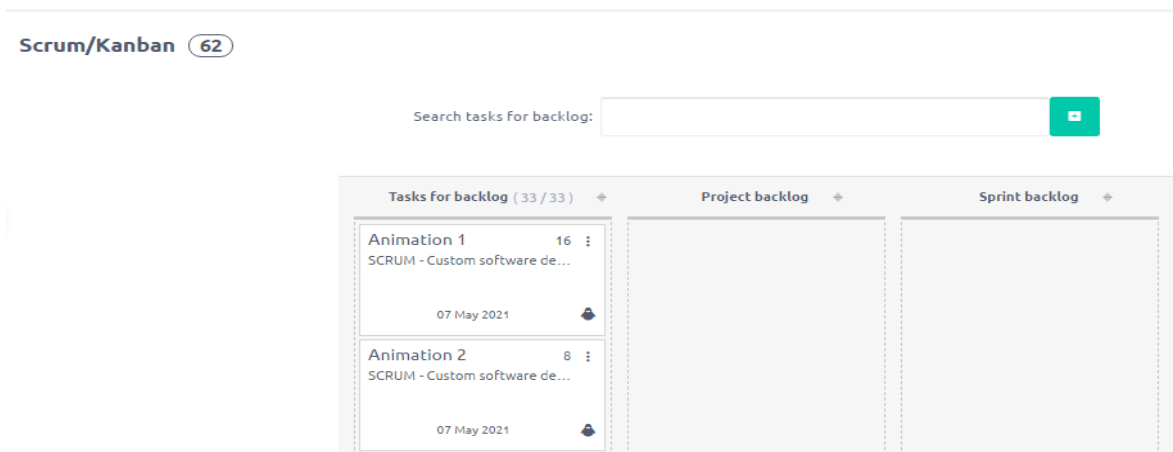 Scrum/Kanban 62
Search tasks for backlog:
Tasks for backlog ( 33 / 33 )
Project backlog
Sprint backlog
Animation 1 16
SCRUM - Custom software de...
07 May 2021
Animation 2 8
SCRUM - Custom software de...
07 May 2021